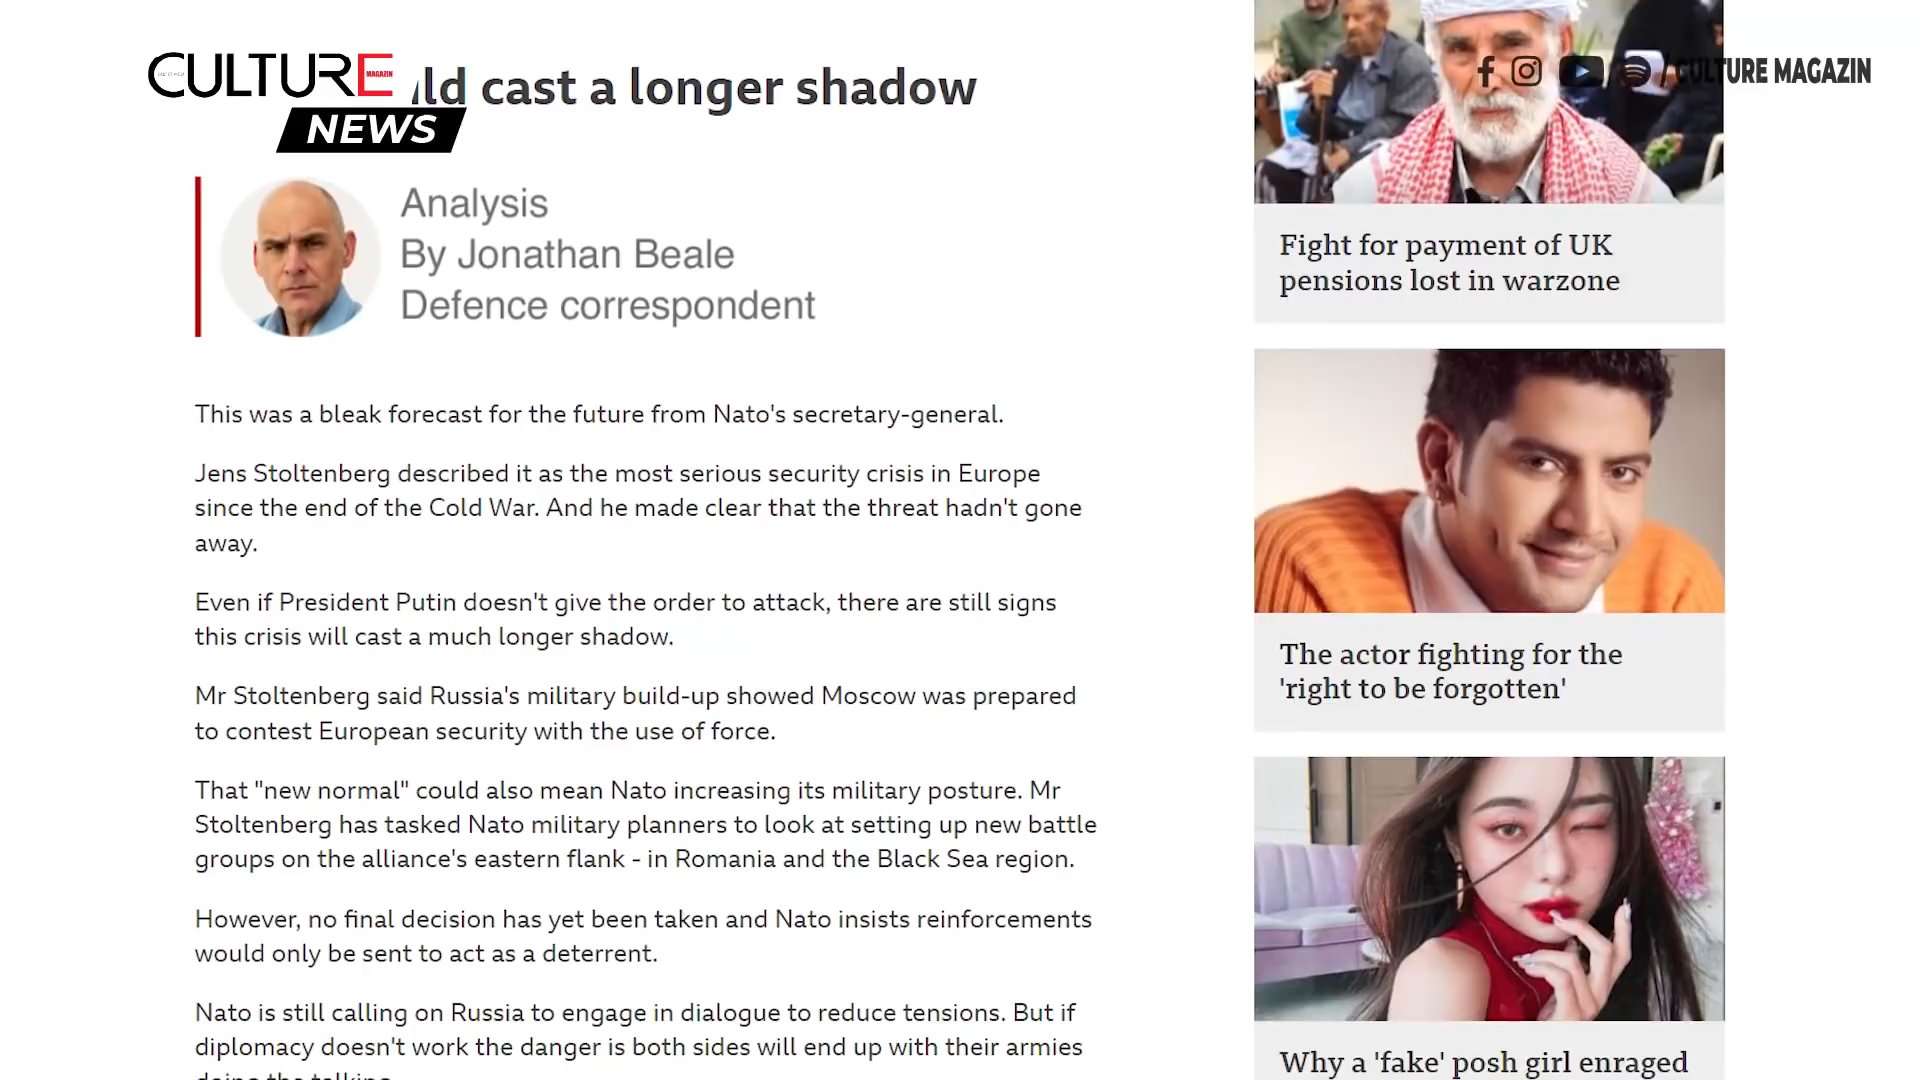 CULTURE
MAGAZIN
NEWS
ld cast a longer shadow
/ CULTURE MAGAZIN
Analysis
By Jonathan Beale
Defence correspondent
This was a bleak forecast for the future from Nato's secretary-general.
Jens Stoltenberg described it as the most serious security crisis in Europe
since the end of the Cold War. And he made clear that the threat hadn't gone
away.
Even if President Putin doesn't give the order to attack, there are still signs
this crisis will cast a much longer shadow.
Mr Stoltenberg said Russia's military build-up showed Moscow was prepared
to contest European security with the use of force.
That "new normal" could also mean Nato increasing its military posture. Mr
Stoltenberg has tasked Nato military planners to look at setting up new battle
groups on the alliance's eastern flank - in Romania and the Black Sea region.
However, no final decision has yet been taken and Nato insists reinforcements
would only be sent to act as a deterrent.
Nato is still calling on Russia to engage in dialogue to reduce tensions. But if
diplomacy doesn't work the danger is both sides will end up with their armies
doing the talking.
Fight for payment of UK
pensions lost in warzone
The actor fighting for the
'right to be forgotten'
Why a 'fake' posh girl enraged